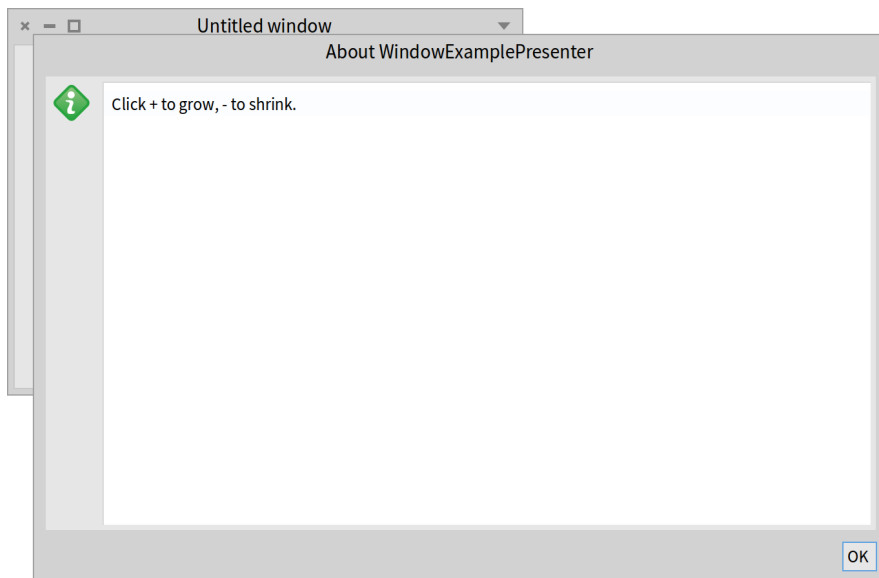 Untitled window
About WindowExamplePresenter
Click + to grow, - to shrink.
OK